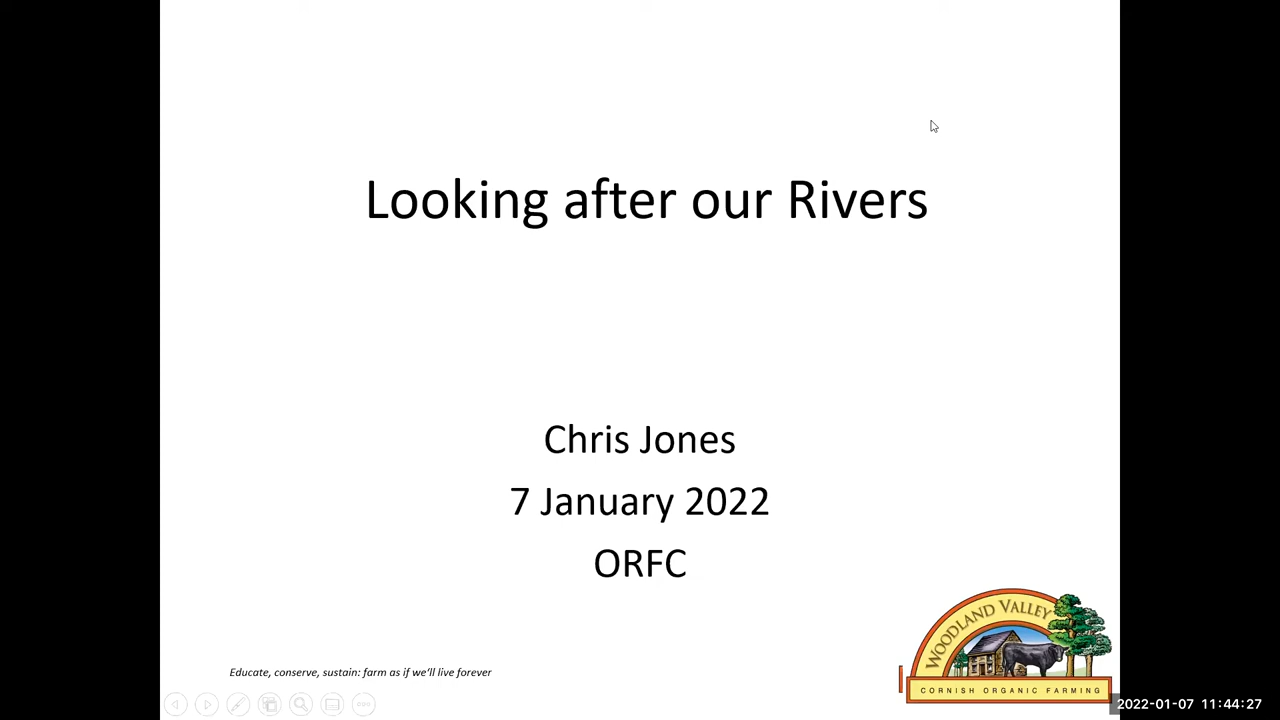 Looking after our Rivers
Chris Jones
7 January 2022
ORFC
WOODLAND VALLEY
CORNISH ORGANIC FARMING
Educate, conserve, sustain: farm as if we'll live forever
2022-01-07 11:44:27